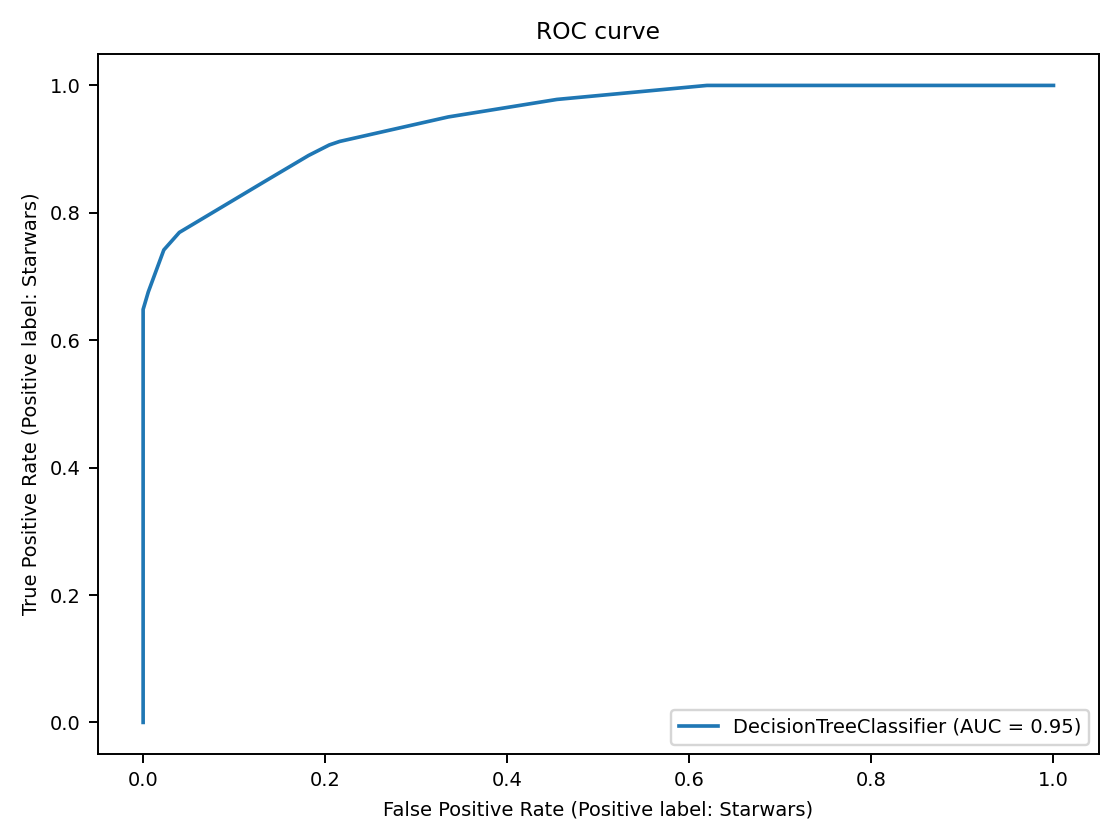 ROC curve
1.0
0.8
0.6
0.4
0.2
0.0
True Positive Rate (Positive label: Starwars)
DecisionTreeClassifier (AUC = 0.95)
0.0 0.2 0.4 0.6 0.8 1.0
False Positive Rate (Positive label: Starwars)